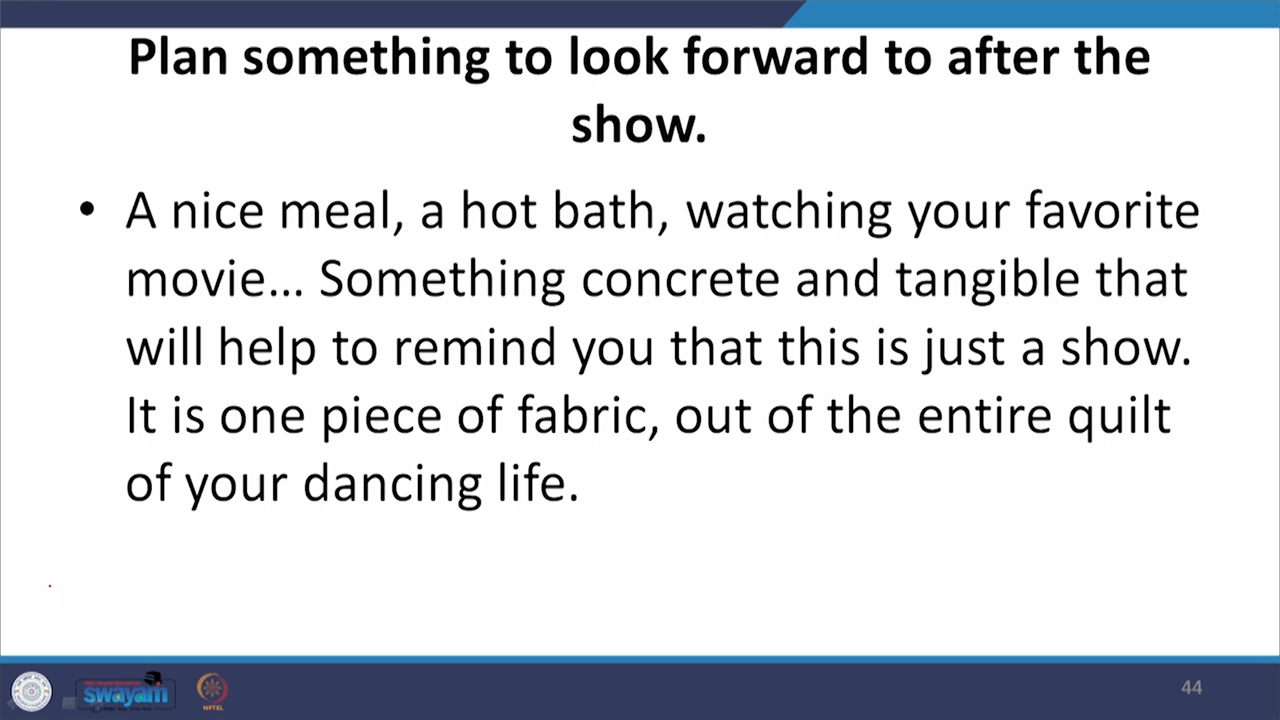 Plan something to look forward to after the
show.
• A nice meal, a hot bath, watching your favorite
movie... Something concrete and tangible that
will help to remind you that this is just a show.
It is one piece of fabric, out of the entire quilt
of your dancing life.
swayam
NPTEL
44